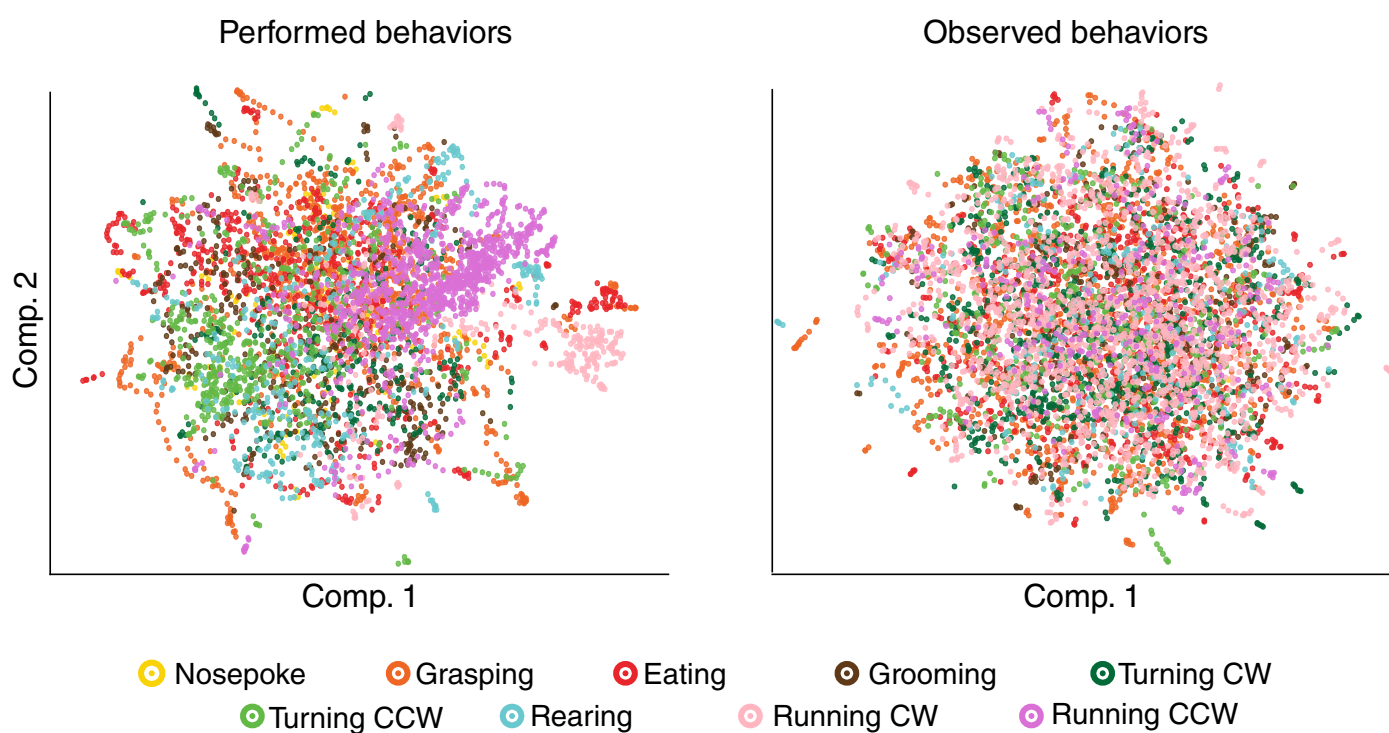 Performed behaviors
Observed behaviors
Comp. 2
Comp. 1
Comp. 1
Nosepoke Grasping Eating Grooming Turning CW
Turning CCW Rearing Running CW Running CCW